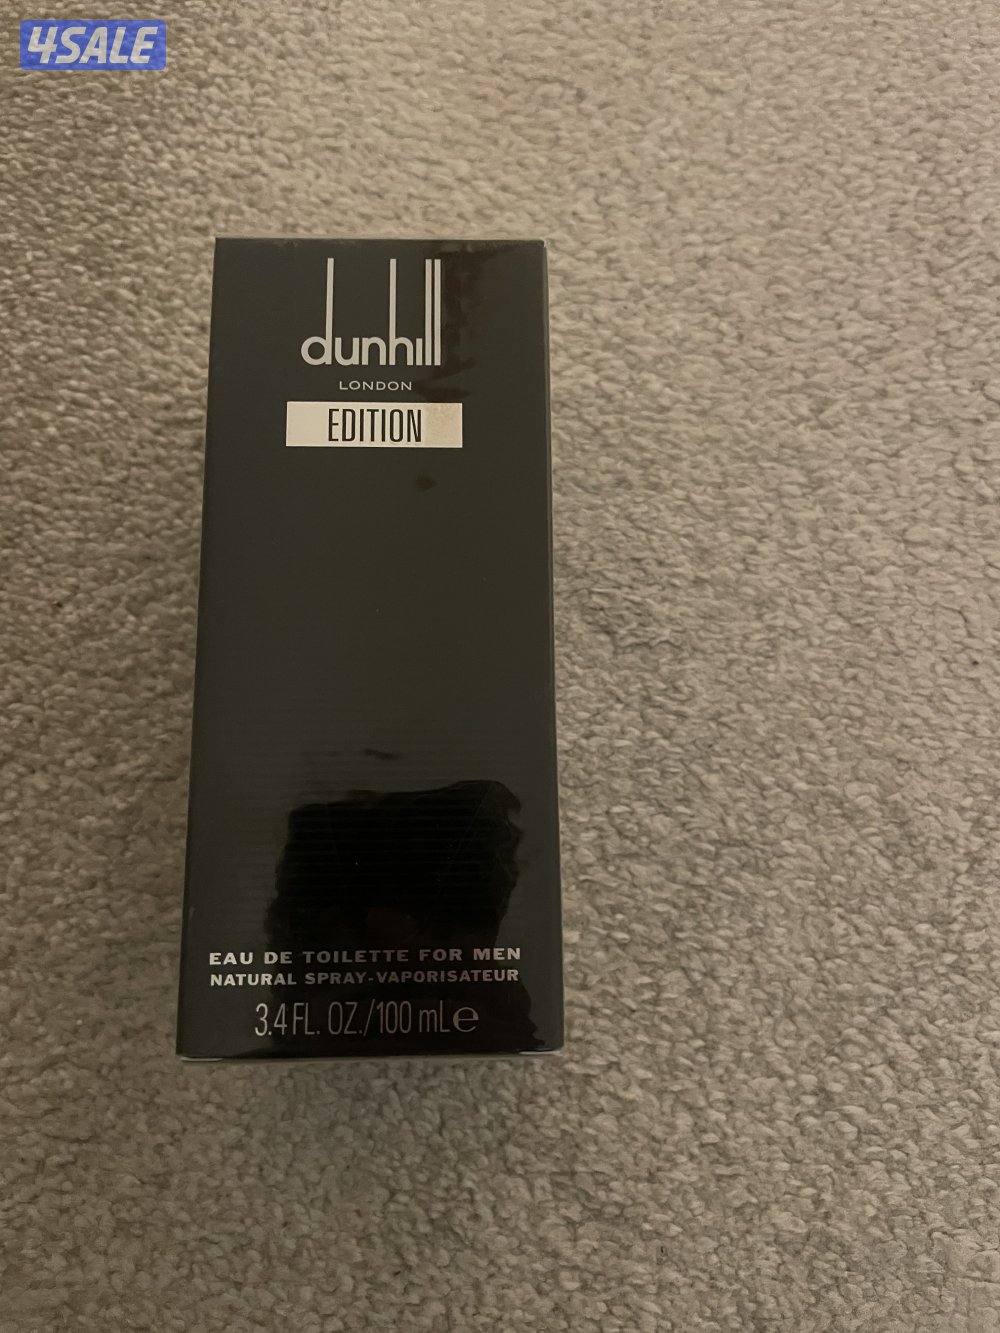 4SALE
dunhill
LONDON
EDITION
EAU DE TOILETTE FOR MEN
NATURAL SPRAY-VAPORISATEUR
3.4 FL. OZ./100 mL ℮